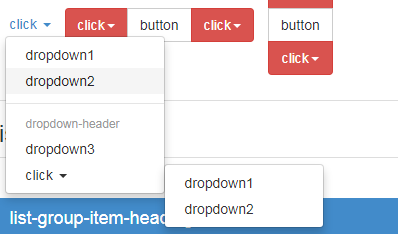 click click button click button
click
dropdown1
dropdown2
dropdown-header
dropdown3
click
dropdown1
dropdown2
list-group-item-head